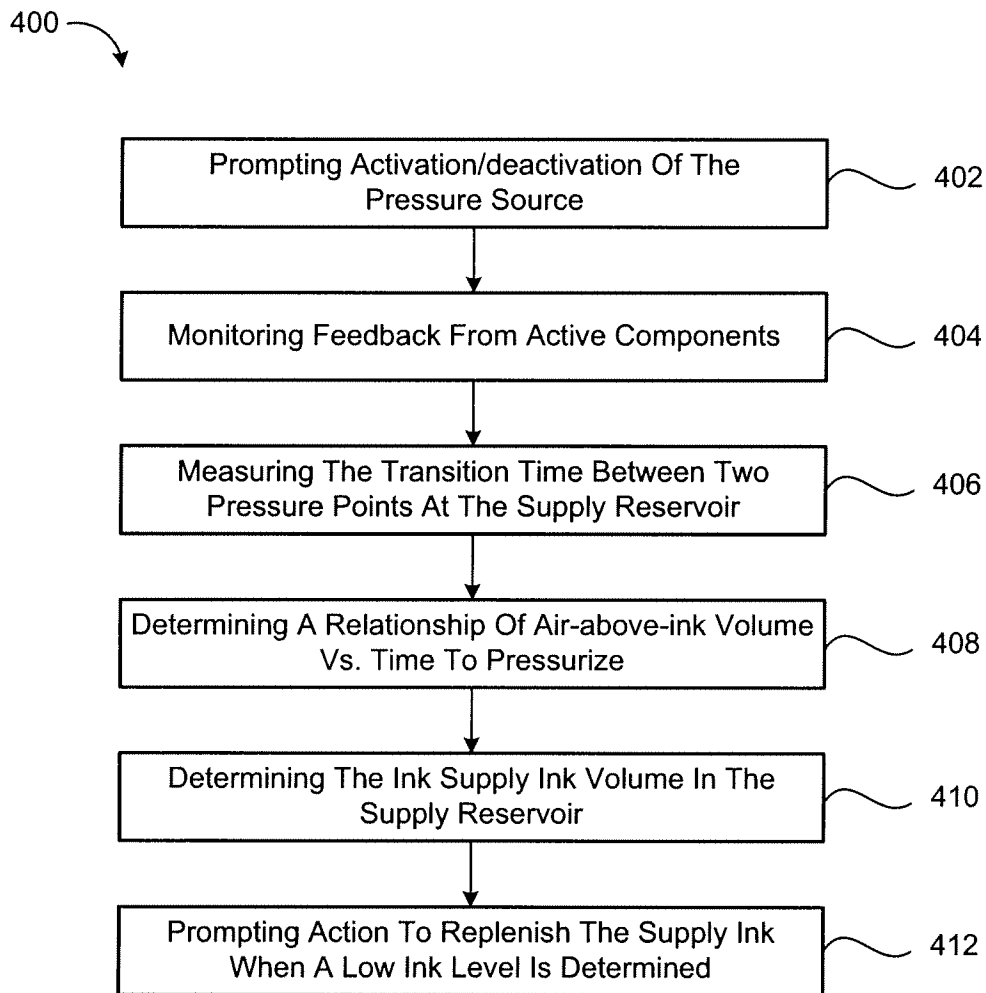 400
Prompting Activation/deactivation Of The
Pressure Source
402
Monitoring Feedback From Active Components
404
Measuring The Transition Time Between Two
Pressure Points At The Supply Reservoir
406
Determining A Relationship Of Air-above-ink Volume
Vs. Time To Pressurize
408
Determining The Ink Supply Ink Volume In The
Supply Reservoir
410
Prompting Action To Replenish The Supply Ink
When A Low Ink Level Is Determined
412